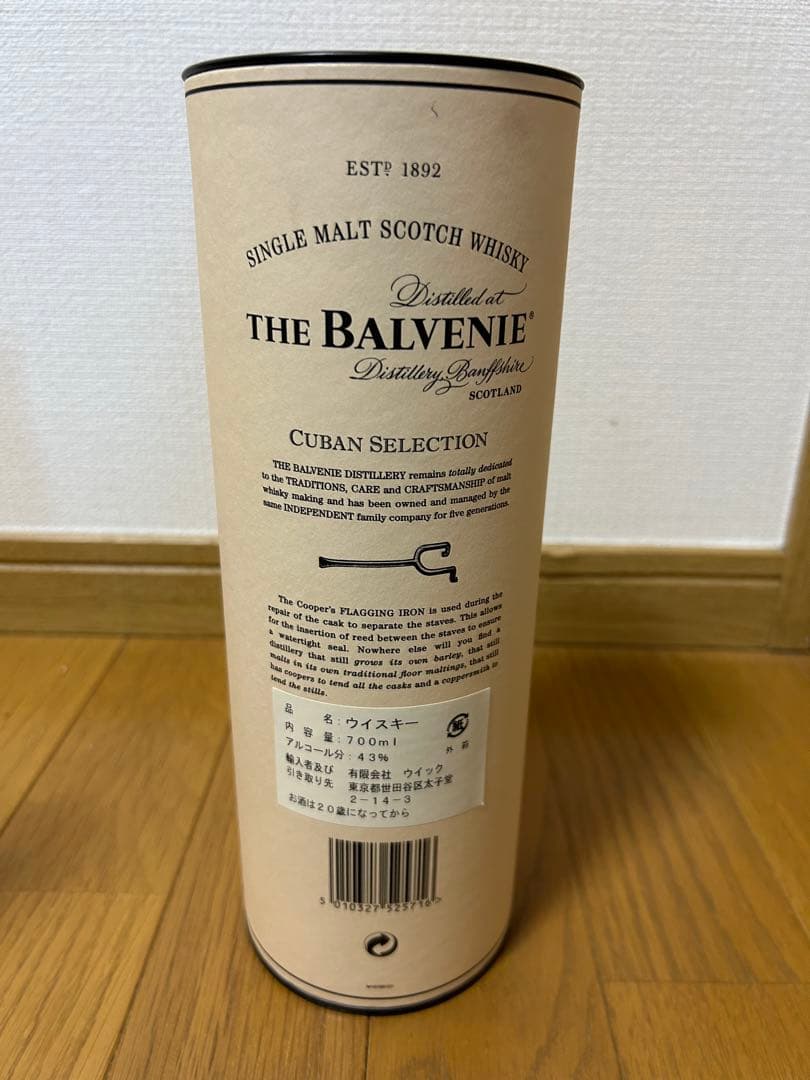 ESTD 1892
SINGLE MALT SCOTCH WHISKY
Distilled at
THE BALVENIE®
Distillery, Banffshire
SCOTLAND
CUBAN SELECTION
THE BALVENIE DISTILLERY remains totally dedicated
to the TRADITIONS, CARE and CRAFTSMANSHIP of malt
whisky making and has been owned and managed by the
same INDEPENDENT family company for five generations.
The Cooper's FLAGGING IRON is used during the
repair of the cask to separate the staves. This allows
for the insertion of reed between the staves to ensure
a watertight seal. Nowhere else will you find a
distillery that still grows its own barley, that still
malts in its own traditional floor maltings, that still
has coopers to tend all the casks and a coppersmith to
tend the stills.
品 名：ウイスキー
内 容 量：700ml
アルコール分：43%
紙
外 箱
輸入者及び 有限会社 ウイック
引き取り先 東京都世田谷区太子堂
2－14－3
お酒は20歳になってから
5 010327 525716